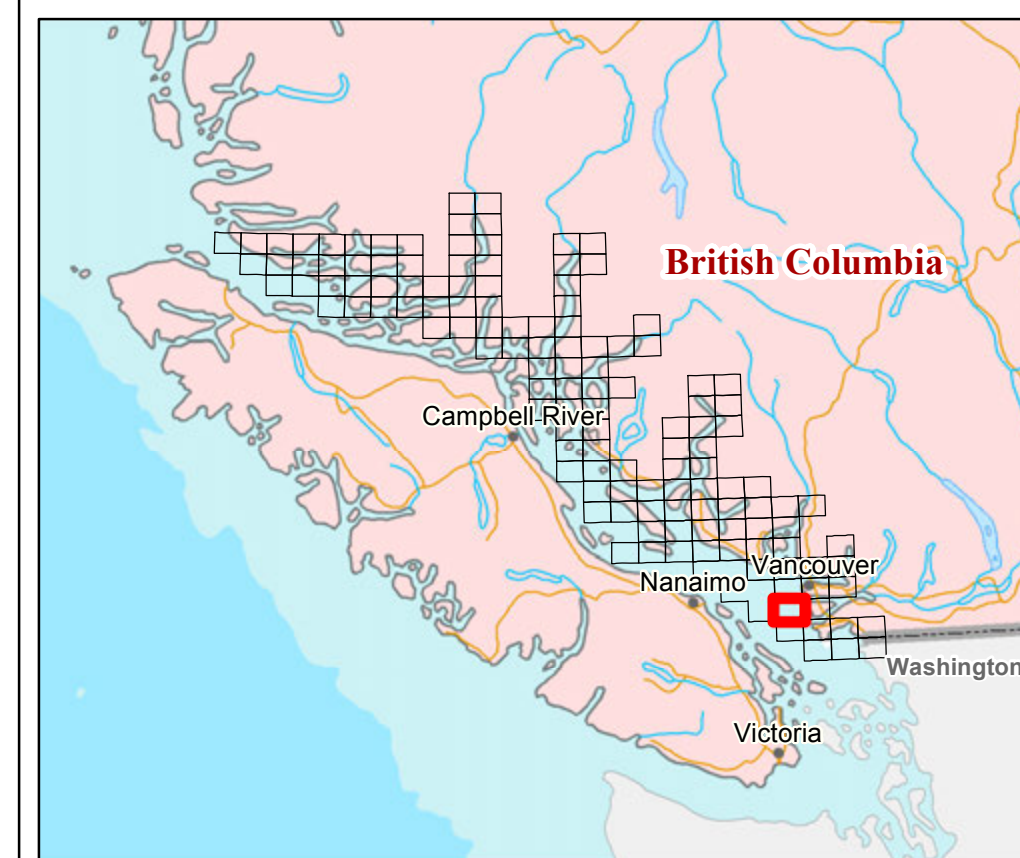 British Columbia
Campbell River
Vancouver
Nanaimo
Washington
Victoria